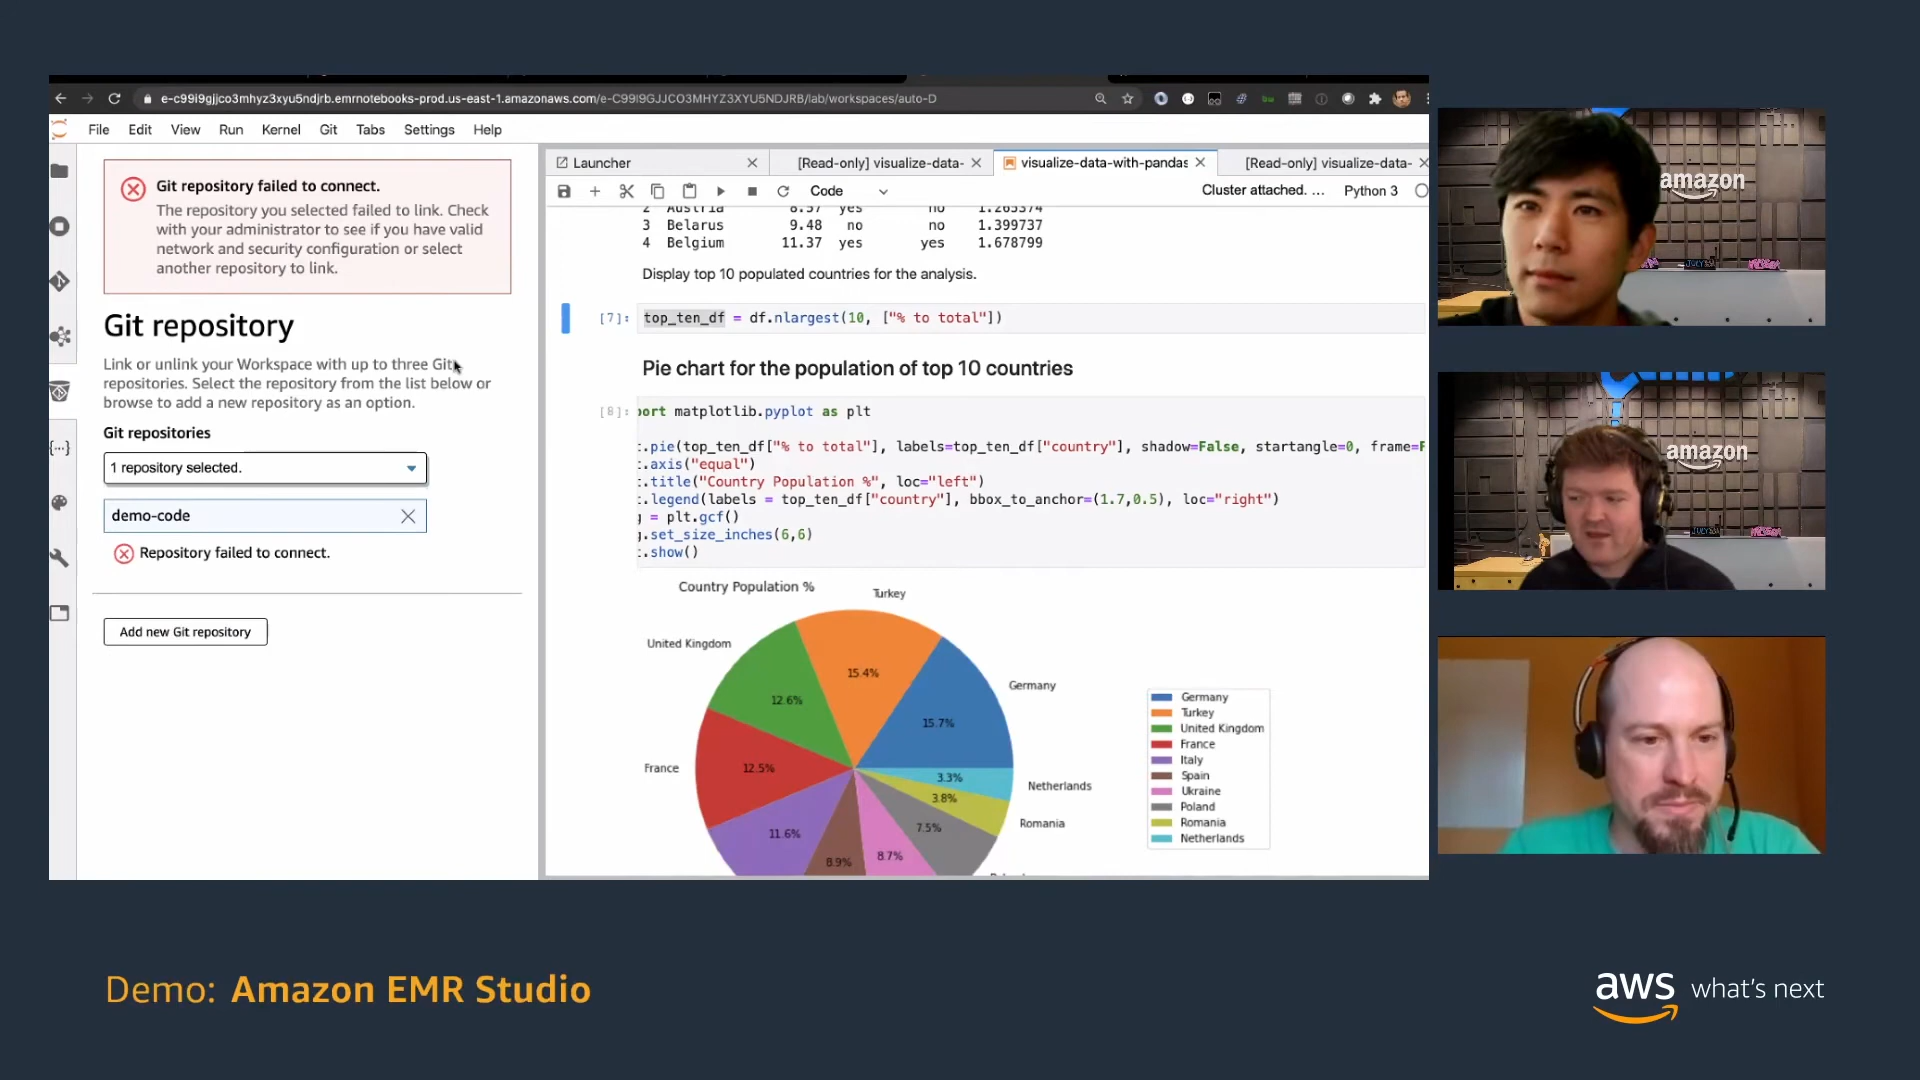 e-c99i9gjjco3mhyz3xyu5ndjrb.emrnotebooks-prod.us-east-1.amazonaws.com/e-C99I9GJJCO3MHYZ3XYU5NDJRB/lab/workspaces/auto-D
File Edit View Run Kernel Git Tabs Settings Help
Git repository failed to connect.
The repository you selected failed to link. Check
with your administrator to see if you have valid
network and security configuration or select
another repository to link.
Git repository
Link or unlink your Workspace with up to three Git
repositories. Select the repository from the list below or
browse to add a new repository as an option.
Git repositories
1 repository selected.
demo-code
Repository failed to connect.
Add new Git repository
Launcher
[Read-only] visualize-data-
visualize-data-with-pandas
[Read-only] visualize-data-
Code
Cluster attached. ...
Python 3
2 Austria 8.57 yes no 1.265374
3 Belarus 9.48 no no 1.399737
4 Belgium 11.37 yes yes 1.678799
Display top 10 populated countries for the analysis.
[7]: top_ten_df = df.nlargest(10, ["% to total"])
Pie chart for the population of top 10 countries
[8]: port matplotlib.pyplot as plt
t.pie(top_ten_df["% to total"], labels=top_ten_df["country"], shadow=False, startangle=0, frame=F
t.axis("equal")
t.title("Country Population %", loc="left")
t.legend(labels = top_ten_df["country"], bbox_to_anchor=(1.7,0.5), loc="right")
g = plt.gcf()
g.set_size_inches(6,6)
t.show()
Country Population %
Turkey
United Kingdom
Germany
France
Netherlands
Romania
15.4%
12.6%
15.7%
12.5%
3.3%
3.8%
7.5%
11.6%
8.9%
8.7%
Germany
Turkey
United Kingdom
France
Italy
Spain
Ukraine
Poland
Romania
Netherlands
amazon
amazon
Demo: Amazon EMR Studio
aws what's next